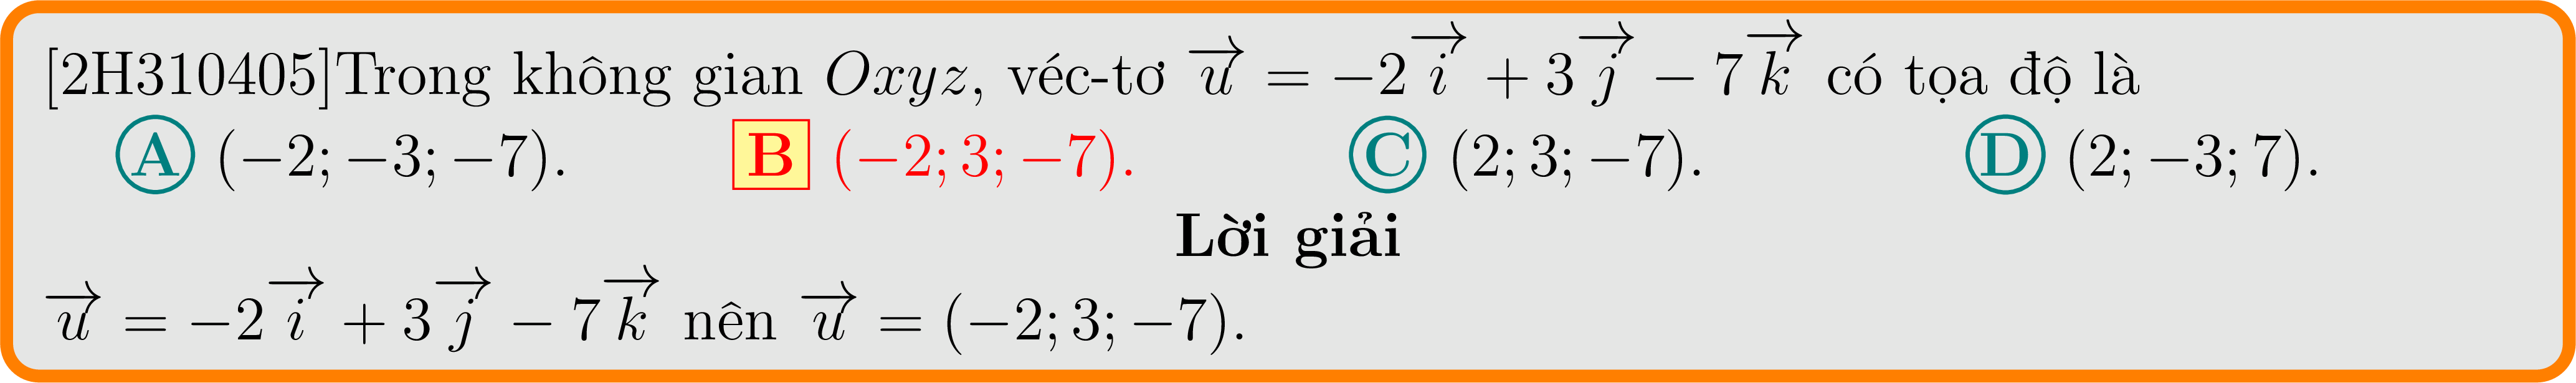 [2H310405]Trong không gian Oxyz, véc-tơ \overrightarrow{u} = −2\overrightarrow{i} + 3\overrightarrow{j} − 7\overrightarrow{k} có tọa độ là
A (−2; −3; −7). B (−2; 3; −7). C (2; 3; −7). D (2; −3; 7).
Lời giải
\overrightarrow{u} = −2\overrightarrow{i} + 3\overrightarrow{j} − 7\overrightarrow{k} nên \overrightarrow{u} = (−2; 3; −7).